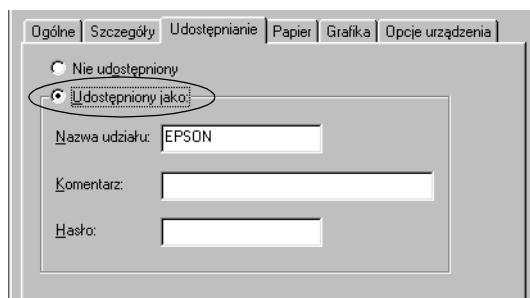 Ogólne Szczegóły Udostępnianie Papier Grafika Opcje urządzenia
Nie udostępniony
Udostępniony jako:
Nazwa udziału: EPSON
Komentarz:
Hasło: